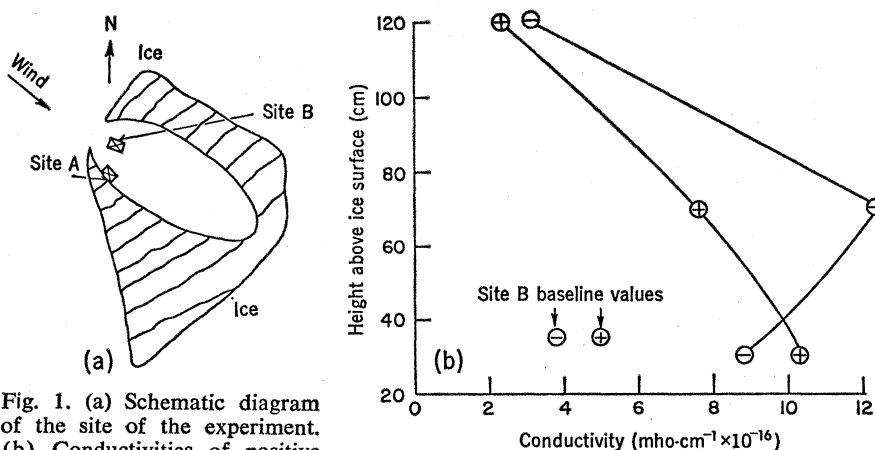 N
Ice
Wind
Site B
Site A
Ice
(a)
Fig. 1. (a) Schematic diagram
of the site of the experiment.
(b) Conductivities of positive
Height above ice surface (cm)
120
100
80
60
40
20
Site B baseline values
(b)
0
2
4
6
8
10
12
Conductivity (mho-cm⁻¹×10⁻¹⁶)